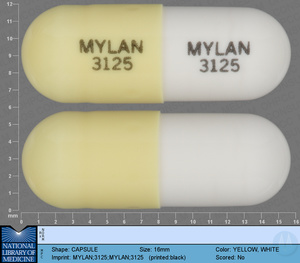 MYLAN
3125
MYLAN
3125
mm
NATIONAL
LIBRARY OF
MEDICINE
Shape: CAPSULE Size: 16mm Color: YELLOW, WHITE
Imprint: MYLAN;3125;MYLAN;3125 (printed:black) Scored: No